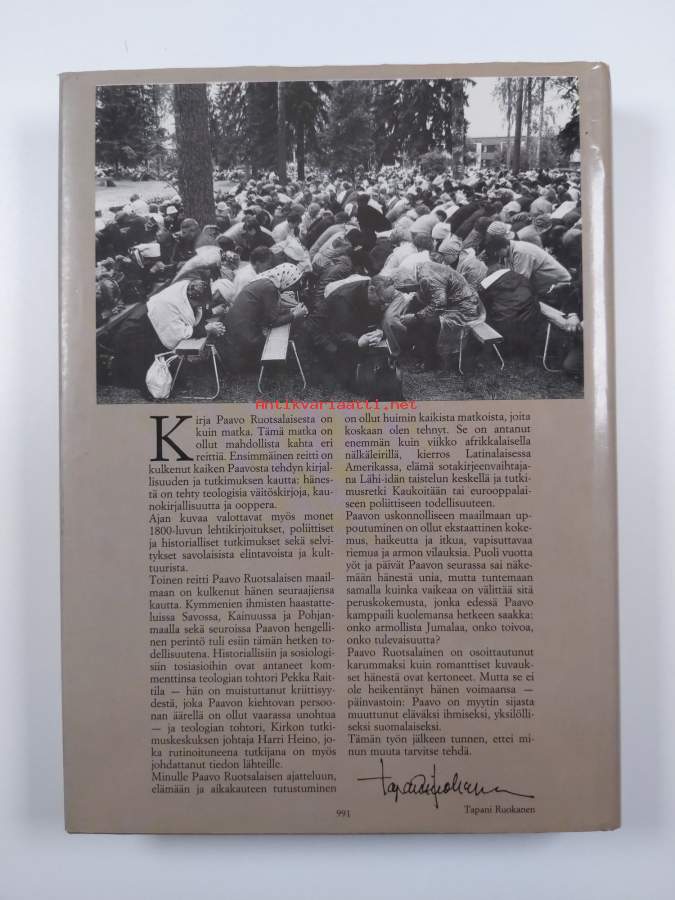 Antikvariaatti.net
Kirja Paavo Ruotsalaisesta on
kuin matka. Tämä matka on
ollut mahdollista kahta eri
reittiä. Ensimmäinen reitti on
kulkenut kaiken Paavosta tehdyn kirjal-
lisuuden ja tutkimuksen kautta: hänes-
tä on tehty teologisia väitöskirjoja, kau-
nokirjallisuutta ja ooppera.
Ajan kuvaa valottavat myös monet
1800-luvun lehtikirjoitukset, poliittiset
ja historialliset tutkimukset sekä selvi-
tykset savolaisista elintavoista ja kult-
tuurista.
Toinen reitti Paavo Ruotsalaisen maail-
maan on kulkenut hänen seuraajiensa
kautta. Kymmenien ihmisten haastatte-
luissa Savossa, Kainuussa ja Pohjan-
maalla sekä seuroissa Paavon hengelli-
nen perintö tuli esiin tämän hetken to-
dellisuutena. Historiallisiin ja sosiologi-
siin tosiasioihin ovat antaneet kom-
menttinsa teologian tohtori Pekka Rait-
tila — hän on muistuttanut kriittisyy-
destä, joka Paavon kiehtovan persoo-
nan äärellä on ollut vaarassa unohtua
— ja teologian tohtori, Kirkon tutki-
muskeskuksen johtaja Harri Heino, jo-
ka rutinoituneena tutkijana on myös
johdattanut tiedon lähteille.
Minulle Paavo Ruotsalaisen ajatteluun,
elämään ja aikakauteen tutustuminen
on ollut huimin kaikista matkoista, joita
koskaan olen tehnyt. Se on antanut
enemmän kuin viikko afrikkalaisella
nälkäleirillä, kierros Latinalaisessa
Amerikassa, elämä sotakirjeenvaihtaja-
na Lähi-idän taistelun keskellä ja tutki-
musretki Kaukoitään tai eurooppalai-
seen poliittiseen todellisuuteen.
Paavon uskonnolliseen maailmaan up-
poutuminen on ollut ekstaattinen koke-
mus, haikeutta ja itkua, vapisuttavaa
riemua ja armon vilauksia. Puoli vuotta
yöt ja päivät Paavon seurassa sai näke-
mään hänestä unia, mutta tuntemaan
samalla kuinka vaikeaa on välittää sitä
peruskokemusta, jonka edessä Paavo
kamppaili kuolemansa hetkeen saakka:
onko armollista Jumalaa, onko toivoa,
onko tulevaisuutta?
Paavo Ruotsalainen on osoittautunut
karummaksi kuin romanttiset kuvauk-
set hänestä ovat kertoneet. Mutta se ei
ole heikentänyt hänen voimaansa —
päinvastoin: Paavo on myytin sijasta
muuttunut eläväksi ihmiseksi, yksilölli-
seksi suomalaiseksi.
Tämän työn jälkeen tunnen, ettei mi-
nun muuta tarvitse tehdä.
Tapani Ruokanen
Tapani Ruokanen
991